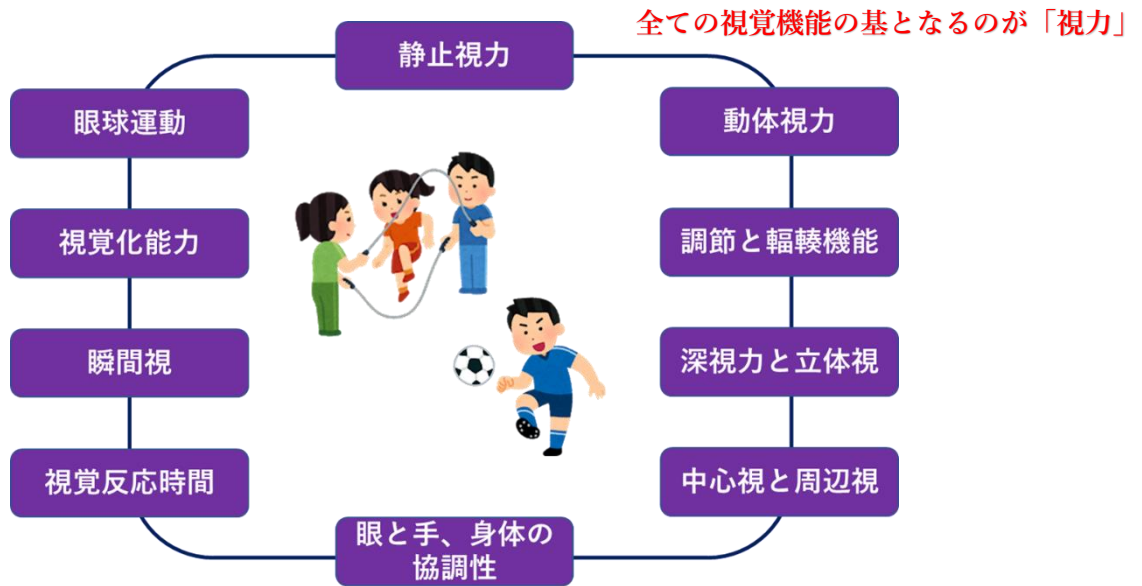 全ての視覚機能の基となるのが「視力」
静止視力
眼球運動
動体視力
視覚化能力
調節と輻輳機能
瞬間視
深視力と立体視
視覚反応時間
中心視と周辺視
眼と手、身体の
協調性